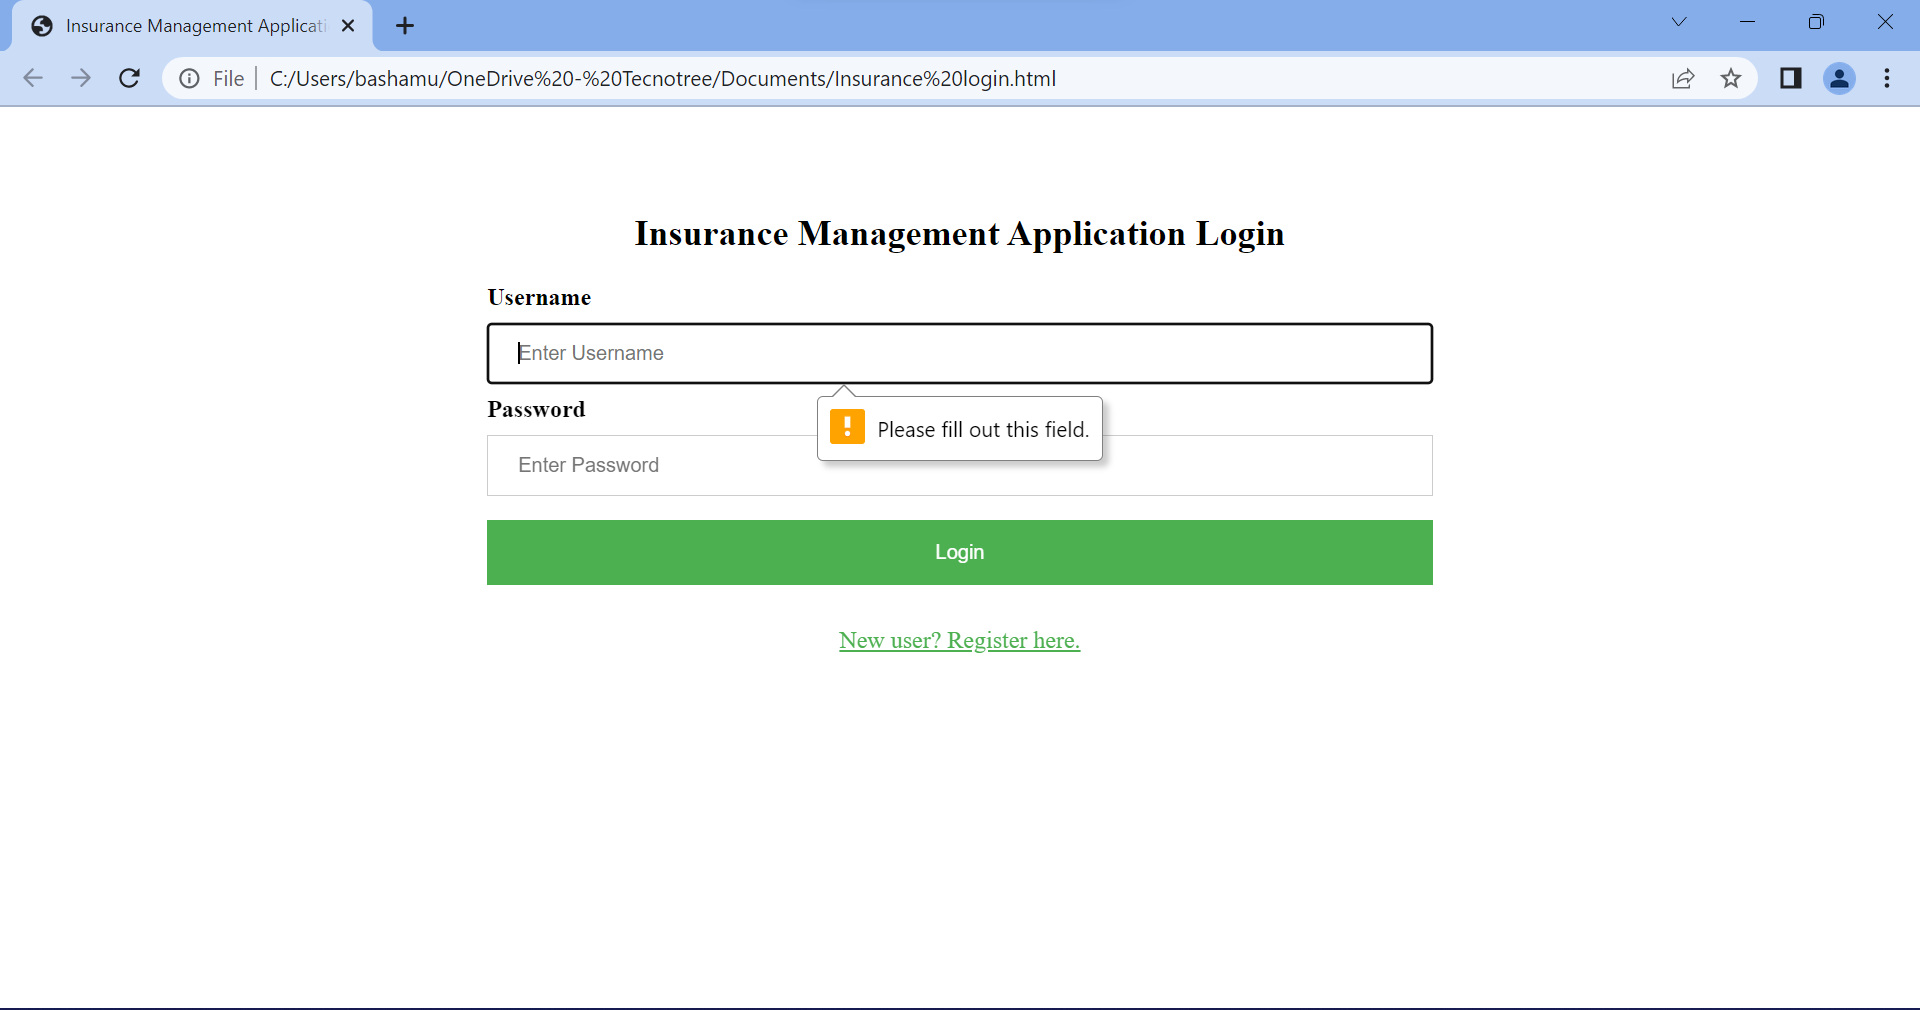 Insurance Management Applicati
File C:/Users/bashamu/OneDrive%20-%20Tecnotree/Documents/Insurance%20login.html
Insurance Management Application Login
Username
Enter Username
Password
Please fill out this field.
Enter Password
Login
New user? Register here.